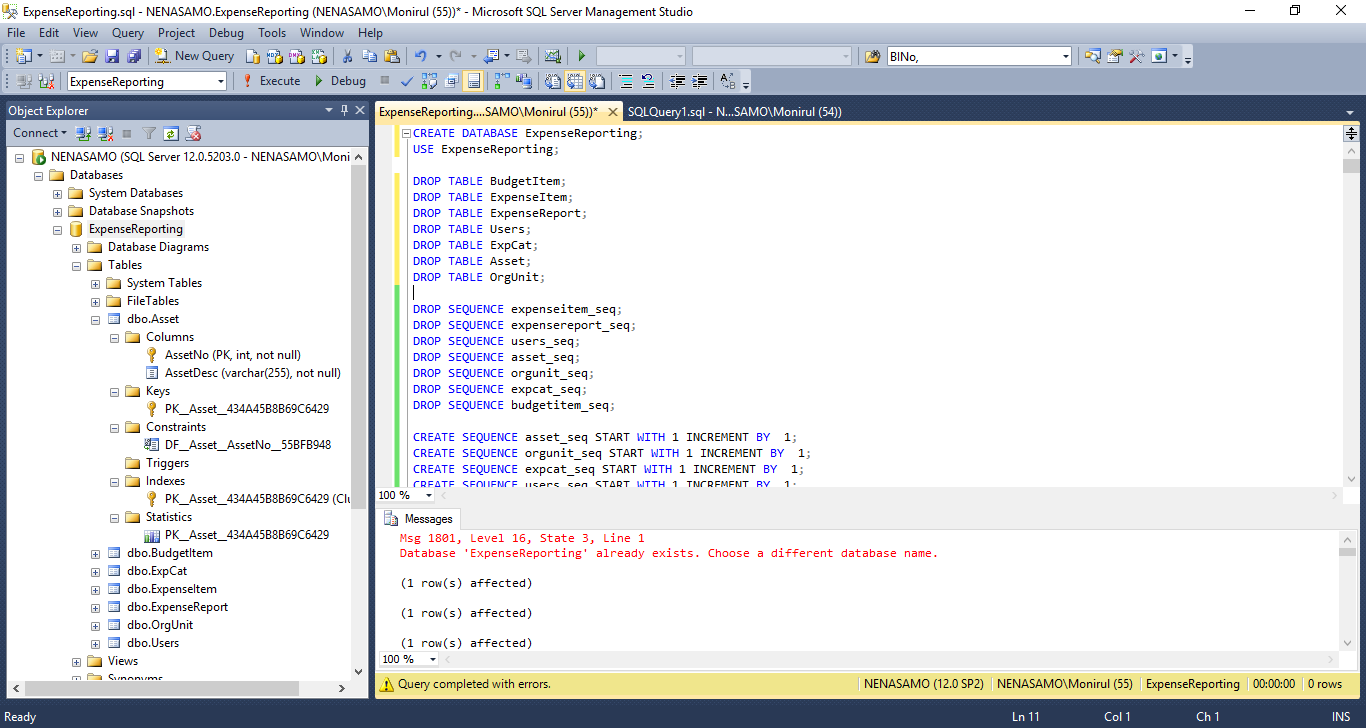 ExpenseReporting.sql - NENASAMO.ExpenseReporting (NENASAMO\Monirul (55))* - Microsoft SQL Server Management Studio
File Edit View Query Project Debug Tools Window Help
New Query BINo,
ExpenseReporting Execute Debug
Object Explorer
Connect
NENASAMO (SQL Server 12.0.5203.0 - NENASAMO\Moni
Databases
System Databases
Database Snapshots
ExpenseReporting
Database Diagrams
Tables
System Tables
FileTables
dbo.Asset
Columns
AssetNo (PK, int, not null)
AssetDesc (varchar(255), not null)
Keys
PK__Asset__434A45B8B69C6429
Constraints
DF__Asset__AssetNo__55BFB948
Triggers
Indexes
PK__Asset__434A45B8B69C6429 (Clu
Statistics
PK__Asset__434A45B8B69C6429
dbo.BudgetItem
dbo.ExpCat
dbo.ExpenseItem
dbo.ExpenseReport
dbo.OrgUnit
dbo.Users
Views
Synonyms
ExpenseReporting....SAMO\Monirul (55))* SQLQuery1.sql - N...SAMO\Monirul (54))
CREATE DATABASE ExpenseReporting;
USE ExpenseReporting;
DROP TABLE BudgetItem;
DROP TABLE ExpenseItem;
DROP TABLE ExpenseReport;
DROP TABLE Users;
DROP TABLE ExpCat;
DROP TABLE Asset;
DROP TABLE OrgUnit;
DROP SEQUENCE expenseitem_seq;
DROP SEQUENCE expensereport_seq;
DROP SEQUENCE users_seq;
DROP SEQUENCE asset_seq;
DROP SEQUENCE orgunit_seq;
DROP SEQUENCE expcat_seq;
DROP SEQUENCE budgetitem_seq;
CREATE SEQUENCE asset_seq START WITH 1 INCREMENT BY  1;
CREATE SEQUENCE orgunit_seq START WITH 1 INCREMENT BY  1;
CREATE SEQUENCE expcat_seq START WITH 1 INCREMENT BY  1;
CREATE SEQUENCE users_seq START WITH 1 INCREMENT BY  1;
100 %
Messages
Msg 1801, Level 16, State 3, Line 1
Database 'ExpenseReporting' already exists. Choose a different database name.
(1 row(s) affected)
(1 row(s) affected)
(1 row(s) affected)
100 %
Query completed with errors. NENASAMO (12.0 SP2) NENASAMO\Monirul (55) ExpenseReporting 00:00:00 0 rows
Ready Ln 11 Col 1 Ch 1 INS